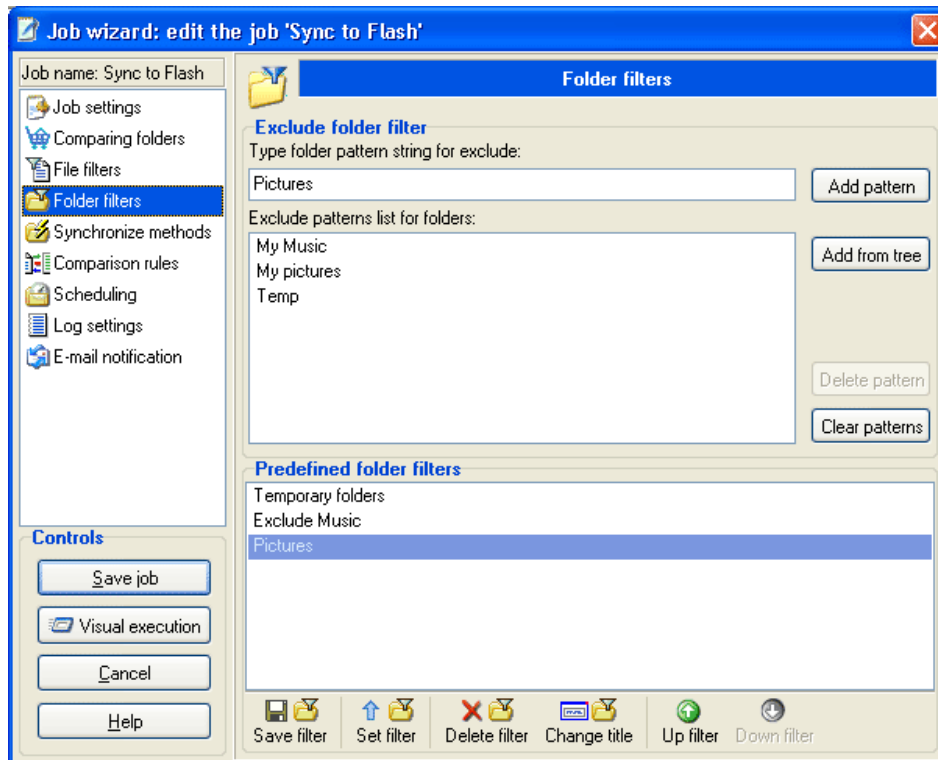 Job wizard: edit the job 'Sync to Flash'
Job name: Sync to Flash
Job settings
Comparing folders
File filters
Folder filters
Synchronize methods
Comparison rules
Scheduling
Log settings
E-mail notification
Controls
Save job
Visual execution
Cancel
Help
Folder filters
Exclude folder filter
Type folder pattern string for exclude:
Pictures
Add pattern
Exclude patterns list for folders:
My Music
My pictures
Temp
Add from tree
Delete pattern
Clear patterns
Predefined folder filters
Temporary folders
Exclude Music
Pictures
Save filter
Set filter
Delete filter
Change title
Up filter
Down filter